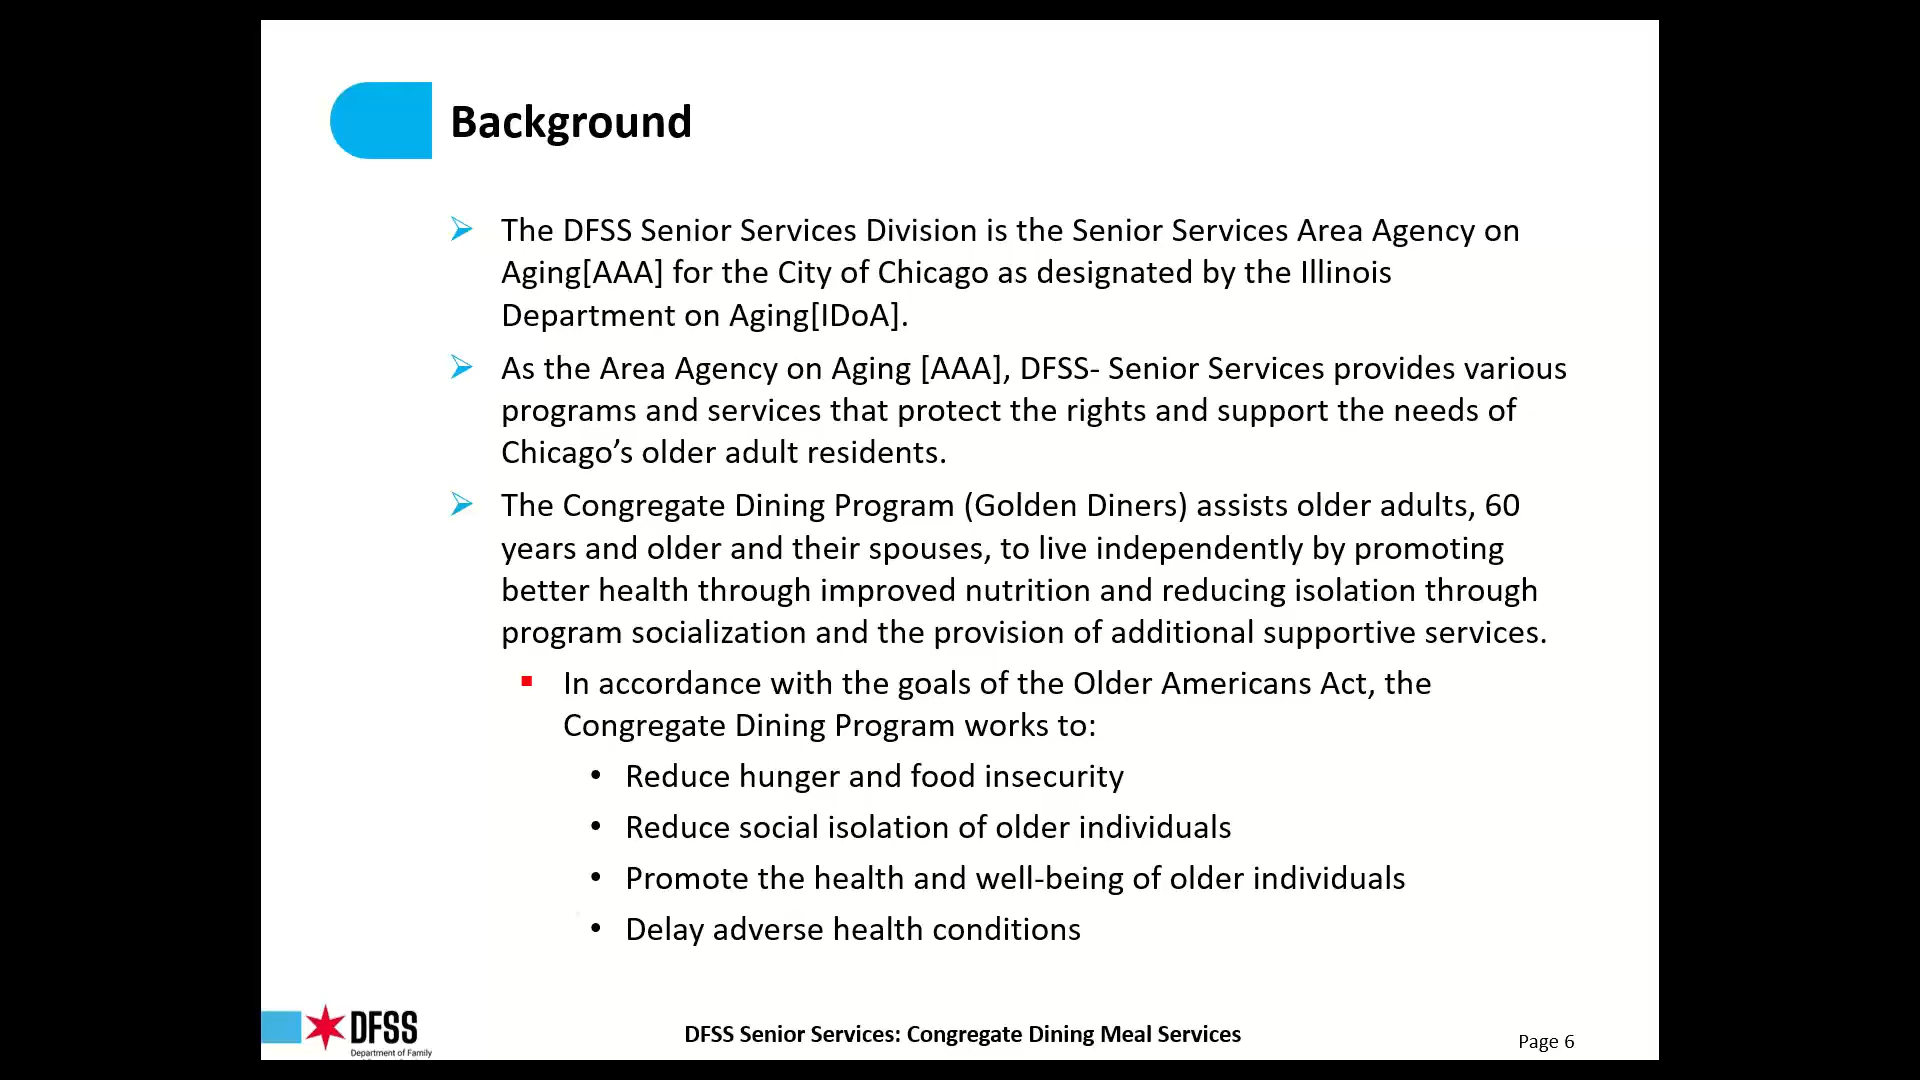 Background
The DFSS Senior Services Division is the Senior Services Area Agency on
Aging[AAA] for the City of Chicago as designated by the Illinois
Department on Aging[IDoA].
As the Area Agency on Aging [AAA], DFSS- Senior Services provides various
programs and services that protect the rights and support the needs of
Chicago’s older adult residents.
The Congregate Dining Program (Golden Diners) assists older adults, 60
years and older and their spouses, to live independently by promoting
better health through improved nutrition and reducing isolation through
program socialization and the provision of additional supportive services.
In accordance with the goals of the Older Americans Act, the
Congregate Dining Program works to:
• Reduce hunger and food insecurity
• Reduce social isolation of older individuals
• Promote the health and well-being of older individuals
• Delay adverse health conditions
DFSS
Department of Family
DFSS Senior Services: Congregate Dining Meal Services
Page 6